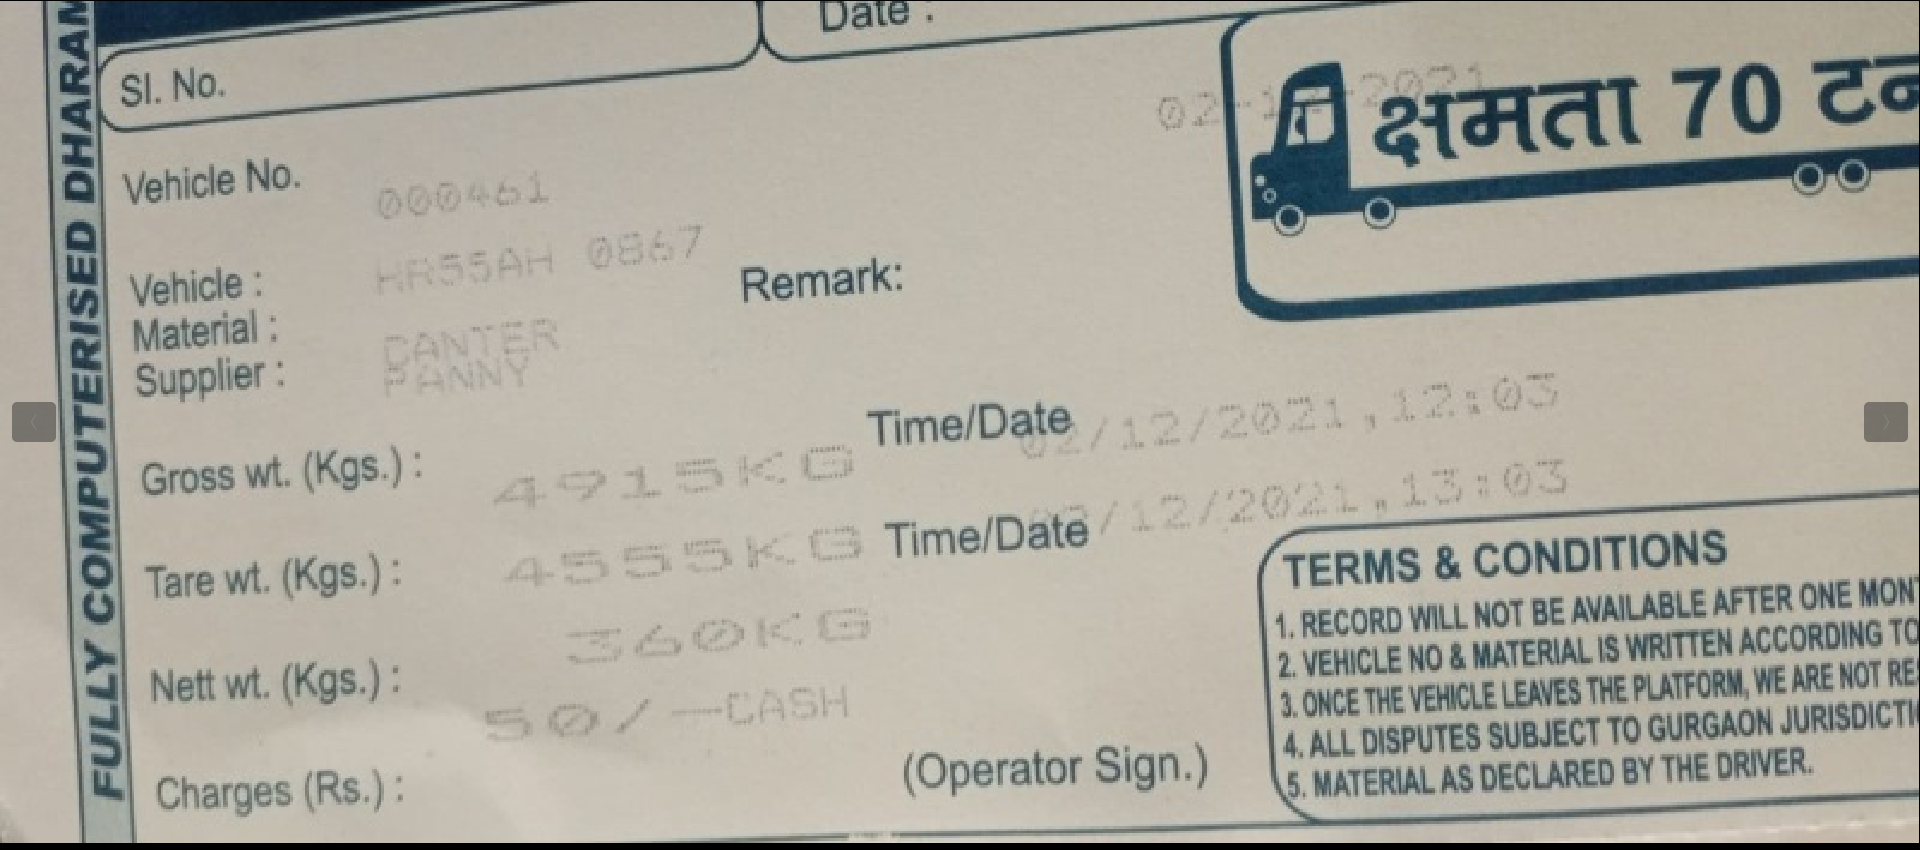 FULLY COMPUTERISED DHARAM
Date :
Sl. No.
02-12-2021
क्षमता 70 टन
Vehicle No.
000461
Vehicle :
HR55AH 0867
Remark:
Material :
CANTER
Supplier :
PANNY
Gross wt. (Kgs.) :
4915KG
Time/Date
02/12/2021,12:03
Tare wt. (Kgs.) :
4555KG
Time/Date
02/12/2021,13:03
Nett wt. (Kgs.) :
360KG
Charges (Rs.) :
50/-CASH
(Operator Sign.)
TERMS & CONDITIONS
1. RECORD WILL NOT BE AVAILABLE AFTER ONE MONT
2. VEHICLE NO & MATERIAL IS WRITTEN ACCORDING TO
3. ONCE THE VEHICLE LEAVES THE PLATFORM, WE ARE NOT RE
4. ALL DISPUTES SUBJECT TO GURGAON JURISDICTI
5. MATERIAL AS DECLARED BY THE DRIVER.